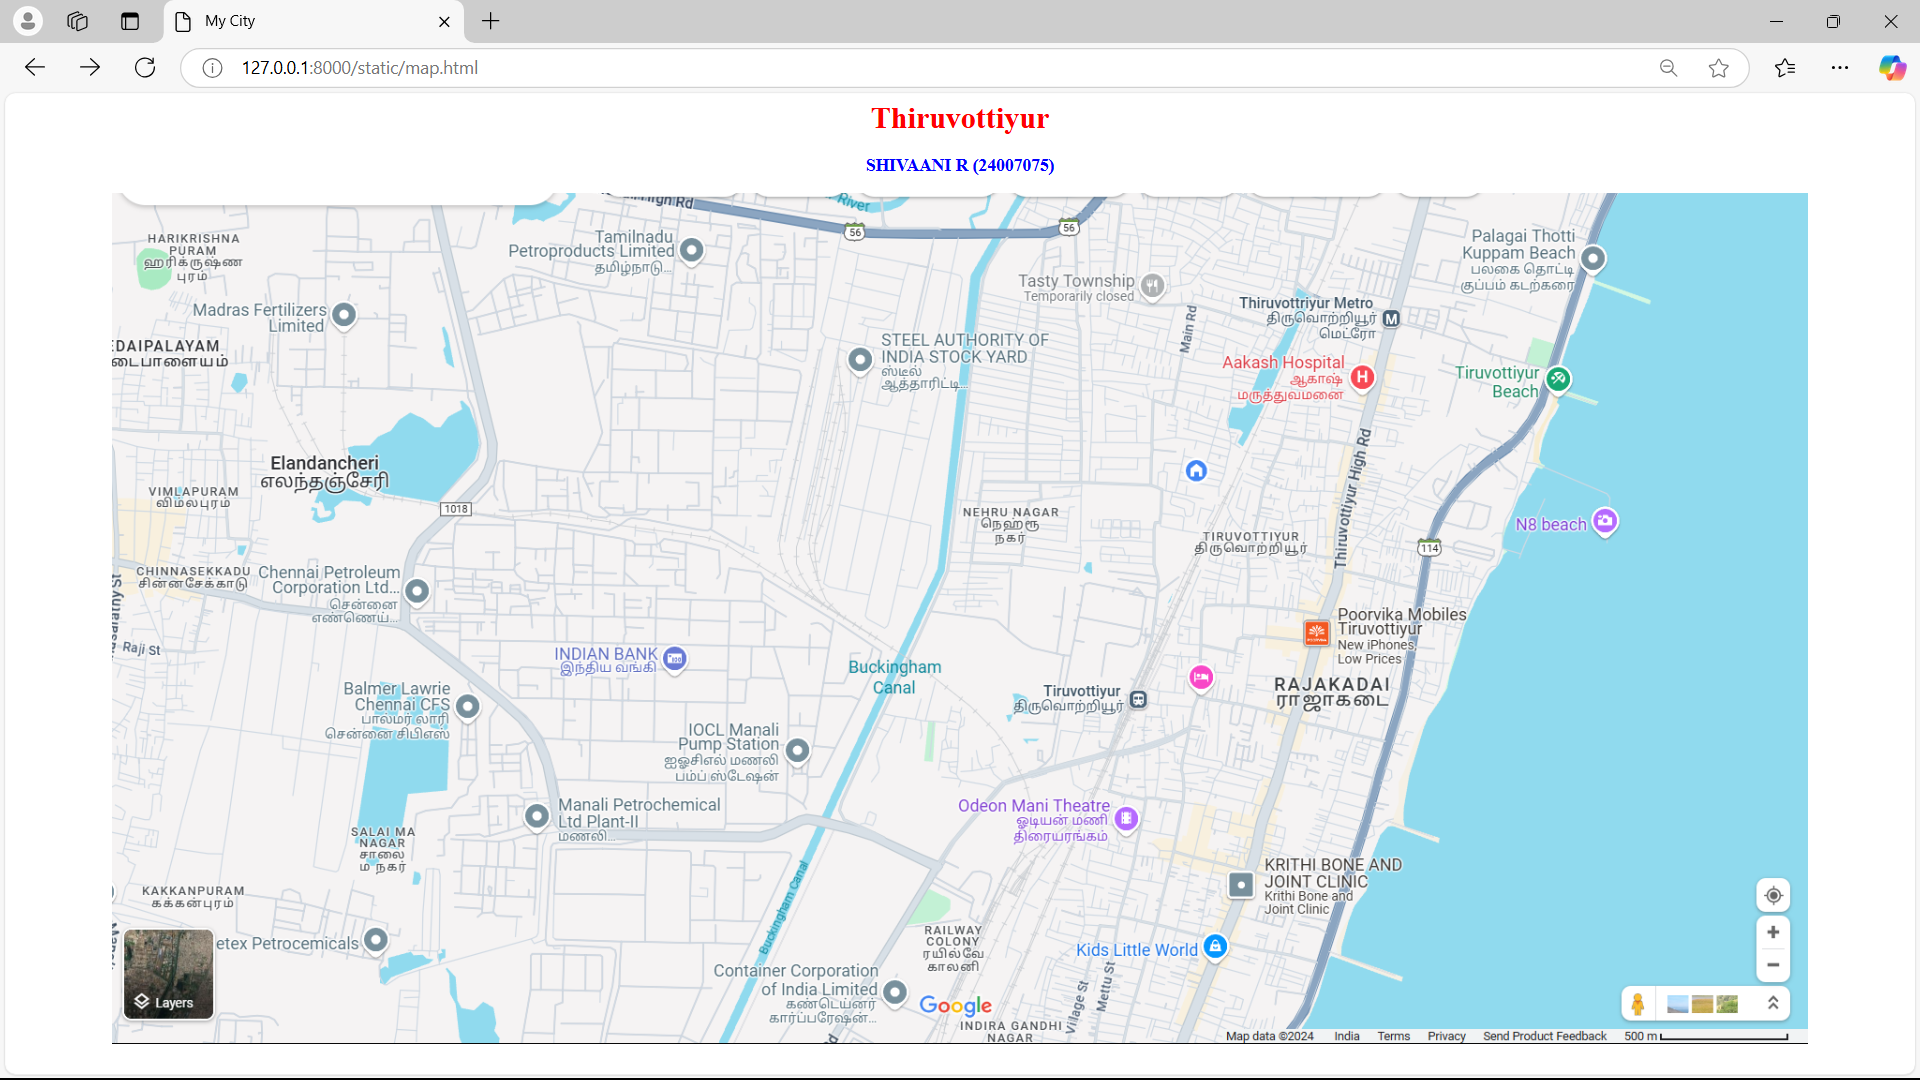 My City
127.0.0.1:8000/static/map.html
Thiruvottiyur
SHIVAANI R (24007075)
River
56
56
HARIKRISHNA
PURAM
ஹரிக்ருஷ்ண
புரம்
Tamilnadu
Petroproducts Limited
தமிழ்நாடு...
Palagai Thotti
Kuppam Beach
பலகை தொட்டி
குப்பம் கடற்கரை
Tasty Township
Temporarily closed
Madras Fertilizers
Limited
Thiruvottriyur Metro
திருவொற்றியூர்
மெட்ரோ
M
Main Rd
STEEL AUTHORITY OF
INDIA STOCK YARD
ஸ்டீல்
ஆத்தாரிட்டி...
EDAIPALAYAM
டைபாளையம்
Aakash Hospital
ஆகாஷ்
மருத்துவமனை
H
Tiruvottiyur
Beach
Elandancheri
எலந்தஞ்சேரி
Thiruvottiyur High Rd
VIMLAPURAM
விம்லபுரம்
1018
NEHRU NAGAR
நெஹ்ரூ
நகர்
N8 beach
TIRUVOTTIYUR
திருவொற்றியூர்
114
CHINNASEKKADU
சின்னசேக்காடு
Chennai Petroleum
Corporation Ltd...
சென்னை
எண்ணெய்...
Poorvika Mobiles
Tiruvottiyur
New iPhones,
Low Prices
Raji St
INDIAN BANK
இந்திய வங்கி
Buckingham
Canal
Balmer Lawrie
Chennai CFS
பால்மர் லாரி
சென்னை சிபிஎஸ்
Tiruvottiyur
திருவொற்றியூர்
RAJAKADAI
ராஜாகடை
IOCL Manali
Pump Station
ஐஓசிஎல் மணலி
பம்ப் ஸ்டேஷன்
Manali Petrochemical
Ltd Plant-II
மணலி...
Odeon Mani Theatre
ஓடியன் மணி
திரையரங்கம்
SALAI MA
NAGAR
சாலை
ம நகர்
KRITHI BONE AND
JOINT CLINIC
Krithi Bone and
Joint Clinic
Buckingham Canal
KAKKANPURAM
கக்கன்புரம்
etex Petrocemicals
RAILWAY
COLONY
ரயில்வே
காலனி
Kids Little World
Mettu St
Village St
Container Corporation
of India Limited
கண்டெய்னர்
கார்ப்பரேஷன்...
Layers
Google
INDIRA GANDHI
NAGAR
Map data ©2024
India
Terms
Privacy
Send Product Feedback
500 m